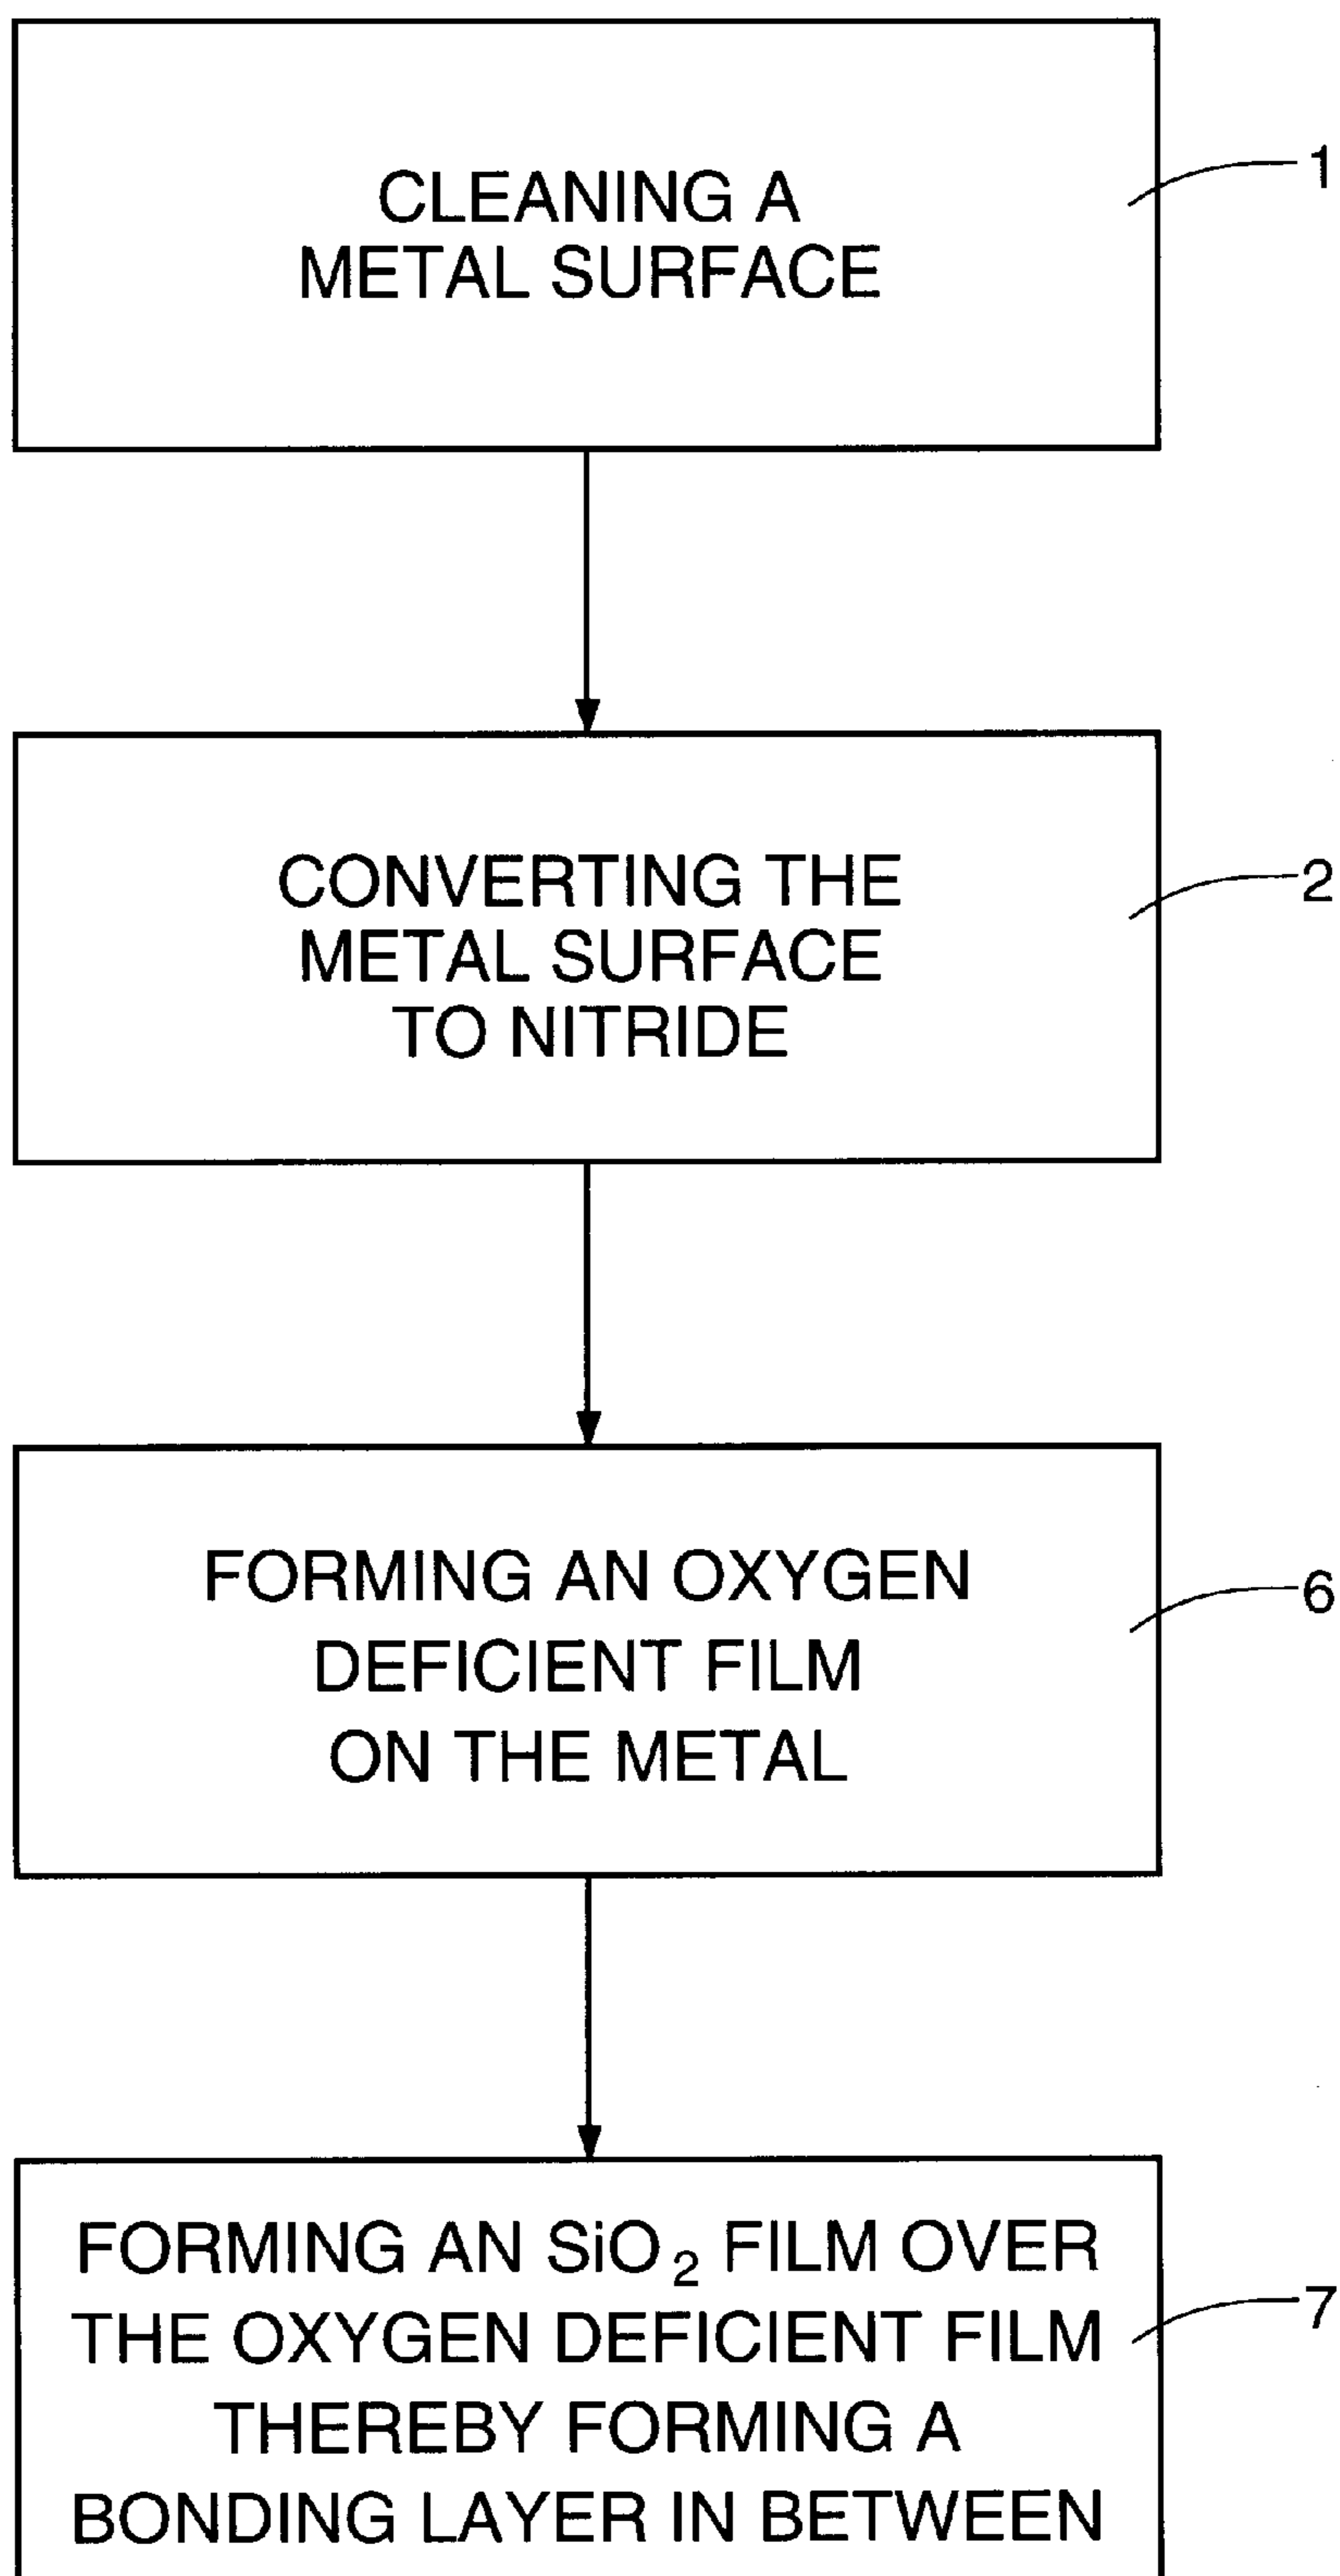 CLEANING A
METAL SURFACE
1
CONVERTING THE
METAL SURFACE
TO NITRIDE
2
FORMING AN OXYGEN
DEFICIENT FILM
ON THE METAL
6
FORMING AN SiO₂ FILM OVER
THE OXYGEN DEFICIENT FILM
THEREBY FORMING A
BONDING LAYER IN BETWEEN
7